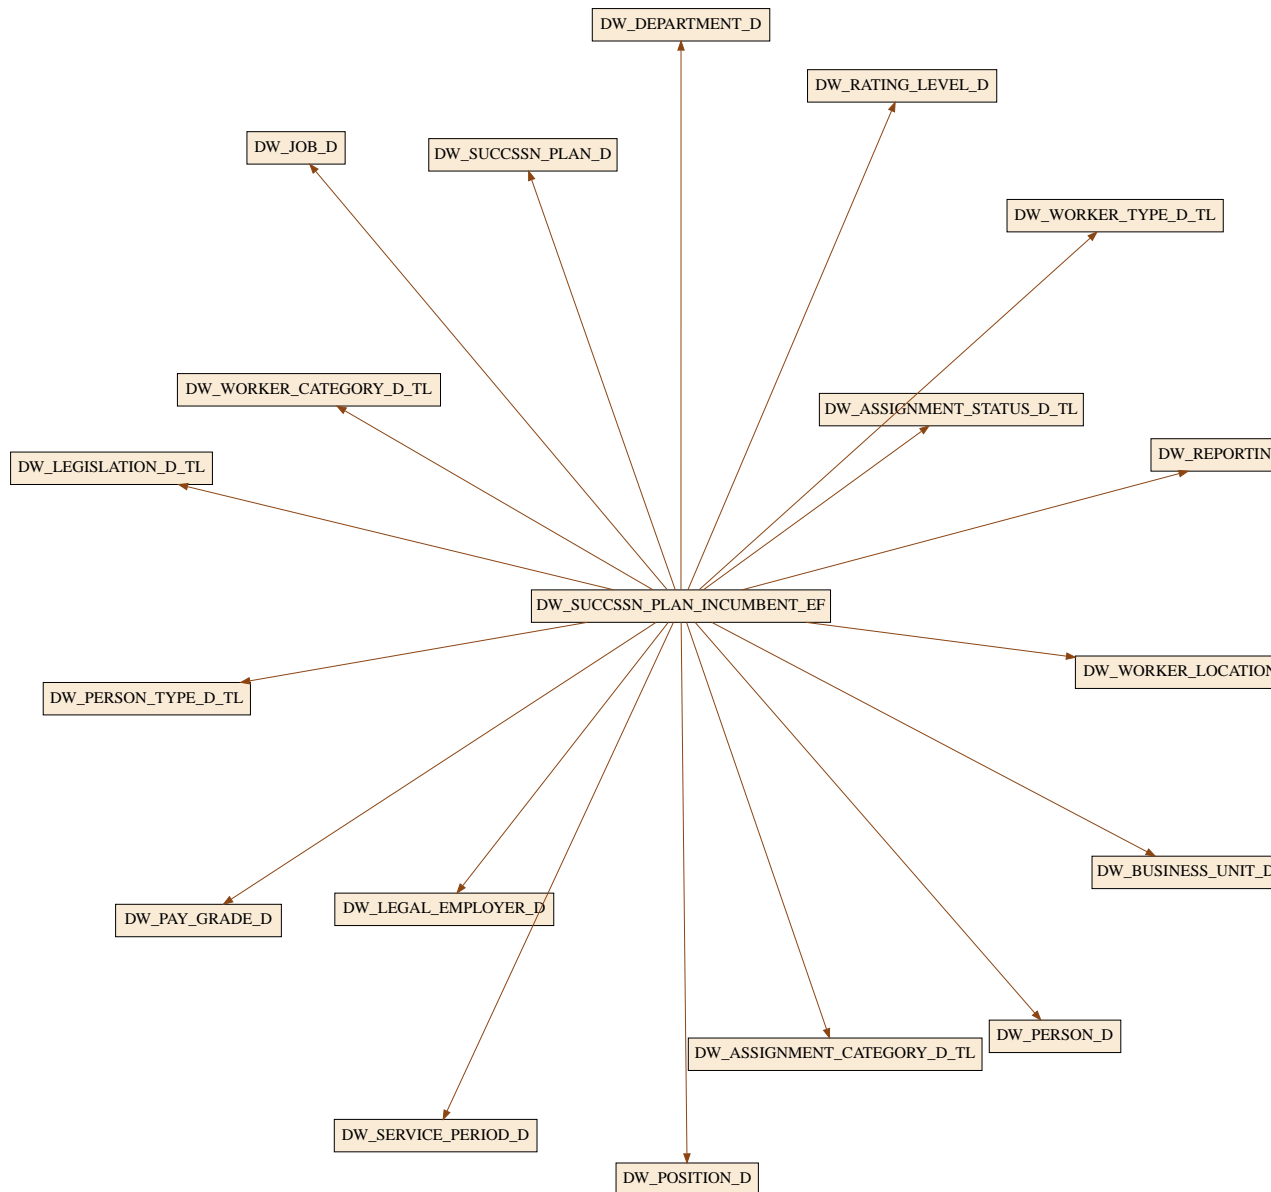 DW_DEPARTMENT_D
DW_RATING_LEVEL_D
DW_JOB_D
DW_SUCCSSN_PLAN_D
DW_WORKER_TYPE_D_TL
DW_WORKER_CATEGORY_D_TL
DW_ASSIGNMENT_STATUS_D_TL
DW_REPORTIN
DW_LEGISLATION_D_TL
DW_SUCCSSN_PLAN_INCUMBENT_EF
DW_WORKER_LOCATION
DW_PERSON_TYPE_D_TL
DW_BUSINESS_UNIT_D
DW_LEGAL_EMPLOYER_D
DW_PAY_GRADE_D
DW_PERSON_D
DW_ASSIGNMENT_CATEGORY_D_TL
DW_SERVICE_PERIOD_D
DW_POSITION_D